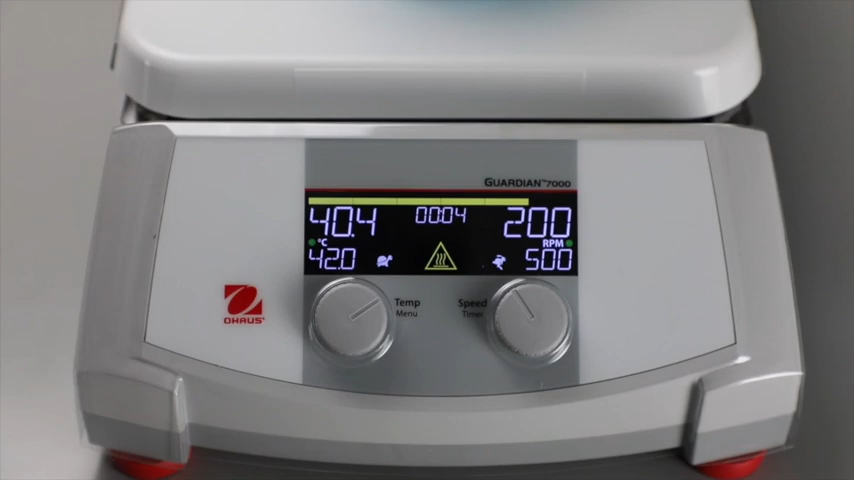 GUARDIAN™7000
40.4 00:04 200
°C RPM
42.0 500
Temp Speed
Menu Timer
OHAUS®